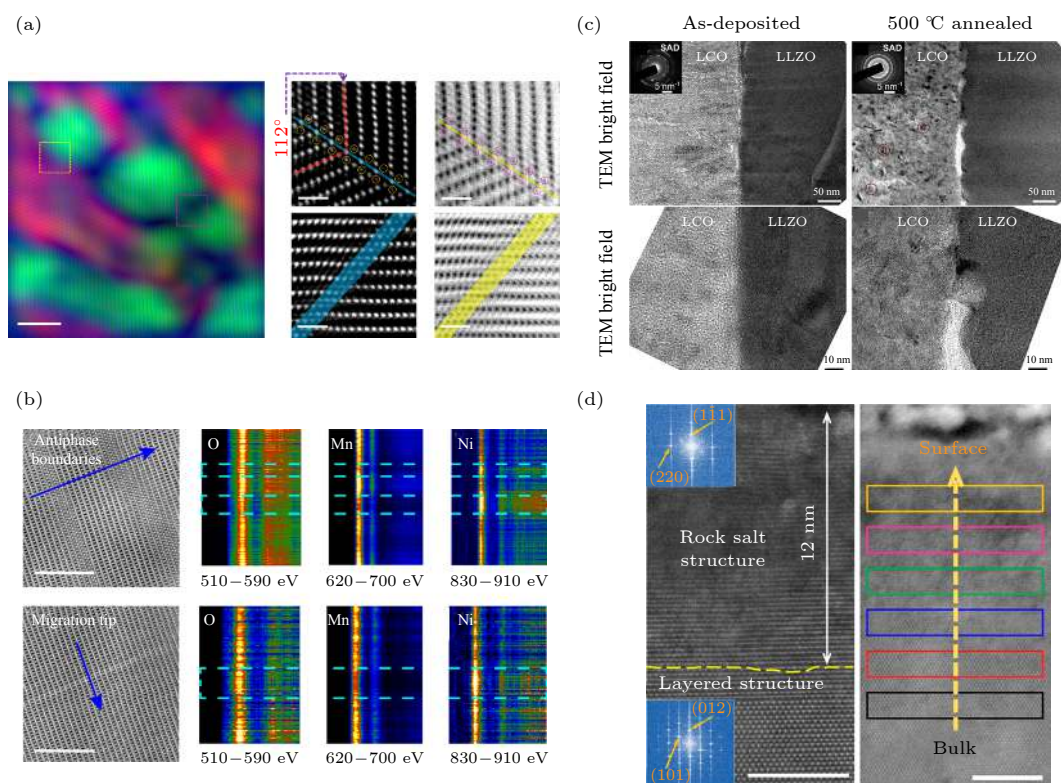 (a)
112°
(b)
Antiphase
boundaries
O
Mn
Ni
510−590 eV
620−700 eV
830−910 eV
Migration tip
O
Mn
Ni
510−590 eV
620−700 eV
830−910 eV
(c)
As-deposited
500 ℃ annealed
TEM bright field
SAD
5 nm⁻¹
LCO
LLZO
50 nm
SAD
5 nm⁻¹
LCO
LLZO
50 nm
TEM bright field
LCO
LLZO
10 nm
LCO
LLZO
10 nm
(d)
(111)
(220)
Rock salt
structure
12 nm
Layered structure
(012)
(101)
Surface
Bulk